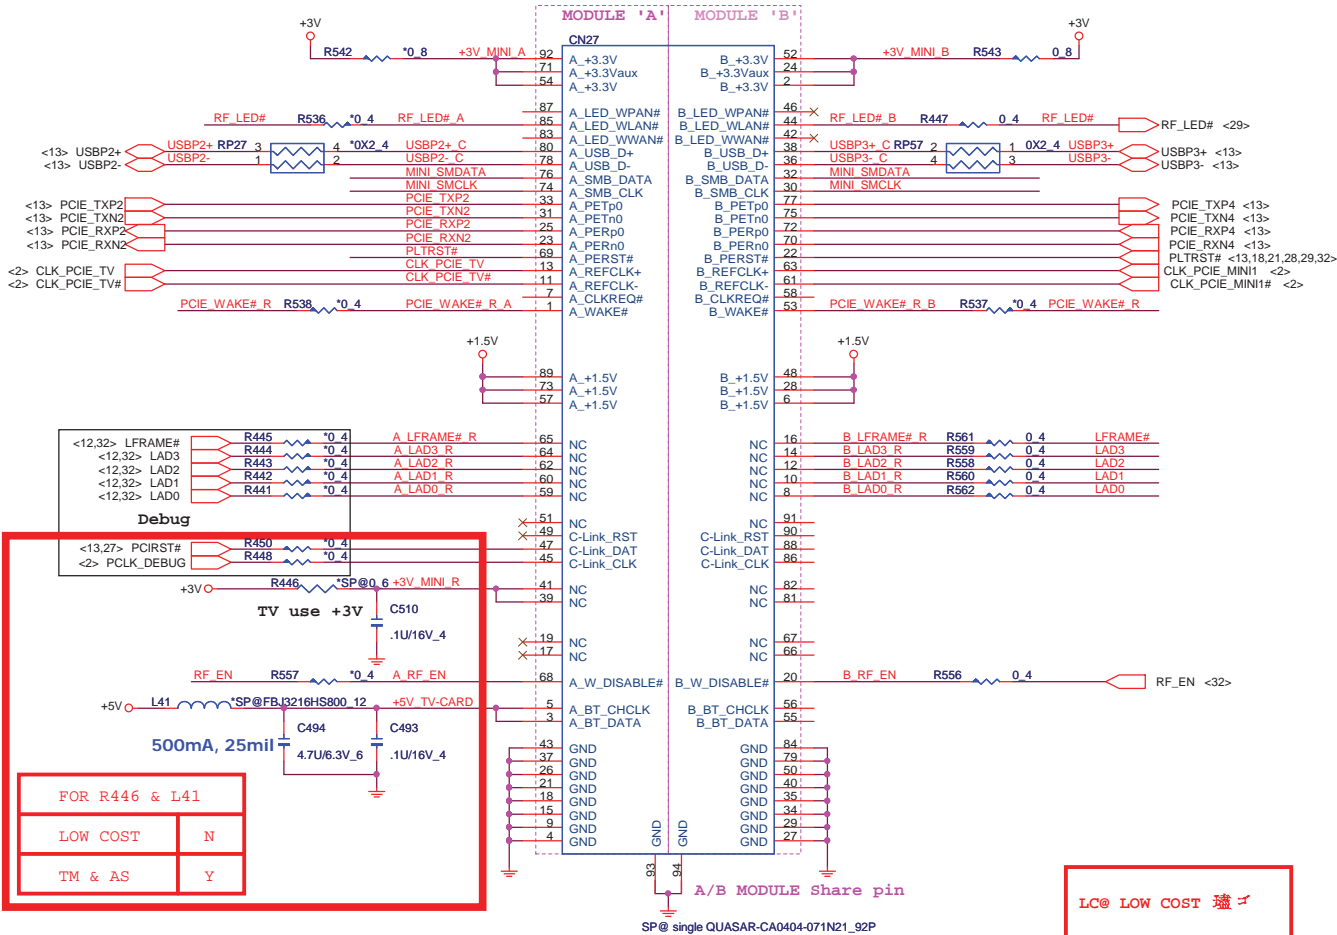 MODULE 'A' MODULE 'B'
CN27
+3V R542 *0_8 +3V_MINI_A 92 A_+3.3V
71 A_+3.3Vaux
54 A_+3.3V
87 A_LED_WPAN#
RF_LED# R536 *0_4 RF_LED#_A 85 A_LED_WLAN#
83 A_LED_WWAN#
<13> USBP2+ USBP2+ RP27 3 4 *0X2_4 USBP2+_C 80 A_USB_D+
<13> USBP2- USBP2- 1 2 USBP2-_C 78 A_USB_D-
MINI_SMDATA 76 A_SMB_DATA
MINI_SMCLK 74 A_SMB_CLK
<13> PCIE_TXP2 PCIE_TXP2 33 A_PETp0
<13> PCIE_TXN2 PCIE_TXN2 31 A_PETn0
<13> PCIE_RXP2 PCIE_RXP2 25 A_PERp0
<13> PCIE_RXN2 PCIE_RXN2 23 A_PERn0
PLTRST# 69 A_PERST#
<2> CLK_PCIE_TV CLK_PCIE_TV 13 A_REFCLK+
<2> CLK_PCIE_TV# CLK_PCIE_TV# 11 A_REFCLK-
7 A_CLKREQ#
PCIE_WAKE#_R R538 *0_4 PCIE_WAKE#_R_A 1 A_WAKE#
+1.5V
89 A_+1.5V
73 A_+1.5V
57 A_+1.5V
<12,32> LFRAME# R445 *0_4 A_LFRAME#_R 65 NC
<12,32> LAD3 R444 *0_4 A_LAD3_R 64 NC
<12,32> LAD2 R443 *0_4 A_LAD2_R 62 NC
<12,32> LAD1 R442 *0_4 A_LAD1_R 60 NC
<12,32> LAD0 R441 *0_4 A_LAD0_R 59 NC
Debug
51 NC
49 C-Link_RST
<13,27> PCIRST# R450 *0_4 47 C-Link_DAT
<2> PCLK_DEBUG R448 *0_4 45 C-Link_CLK
+3V R446 *SP@0_6 +3V_MINI_R 41 NC
39 NC
TV use +3V
C510
.1U/16V_4
19 NC
17 NC
RF_EN R557 *0_4 A_RF_EN 68 A_W_DISABLE#
+5V L41 *SP@FBJ3216HS800_12 +5V_TV-CARD 5 A_BT_CHCLK
3 A_BT_DATA
500mA, 25mil
C494
4.7U/6.3V_6
C493
.1U/16V_4
43 GND
37 GND
26 GND
21 GND
18 GND
15 GND
9 GND
4 GND
FOR R446 & L41
LOW COST N
TM & AS Y
B_+3.3V 52 +3V_MINI_B R543 0_8 +3V
B_+3.3Vaux 24
B_+3.3V 2
B_LED_WPAN# 46
B_LED_WLAN# 44 RF_LED#_B R447 0_4 RF_LED# RF_LED# <29>
B_LED_WWAN# 42
B_USB_D+ 38 USBP3+_C RP57 2 1 0X2_4 USBP3+ USBP3+ <13>
B_USB_D- 36 USBP3-_C 4 3 USBP3- USBP3- <13>
B_SMB_DATA 32 MINI_SMDATA
B_SMB_CLK 30 MINI_SMCLK
B_PETp0 77 PCIE_TXP4 <13>
B_PETn0 75 PCIE_TXN4 <13>
B_PERp0 72 PCIE_RXP4 <13>
B_PERn0 70 PCIE_RXN4 <13>
B_PERST# 22 PLTRST# <13,18,21,28,29,32>
B_REFCLK+ 63 CLK_PCIE_MINI1 <2>
B_REFCLK- 61 CLK_PCIE_MINI1# <2>
B_CLKREQ# 58
B_WAKE# 53 PCIE_WAKE#_R_B R537 *0_4 PCIE_WAKE#_R
+1.5V
B_+1.5V 48
B_+1.5V 28
B_+1.5V 6
NC 16 B_LFRAME#_R R561 0_4 LFRAME#
NC 14 B_LAD3_R R559 0_4 LAD3
NC 12 B_LAD2_R R558 0_4 LAD2
NC 10 B_LAD1_R R560 0_4 LAD1
NC 8 B_LAD0_R R562 0_4 LAD0
NC 91
C-Link_RST 90
C-Link_DAT 88
C-Link_CLK 86
NC 82
NC 81
NC 67
NC 66
B_W_DISABLE# 20 B_RF_EN R556 0_4 RF_EN <32>
B_BT_CHCLK 56
B_BT_DATA 55
GND 84
GND 79
GND 50
GND 40
GND 35
GND 34
GND 29
GND 27
GND GND
93 94
A/B MODULE Share pin
SP@ single QUASAR-CA0404-071N21_92P
LC@ LOW COST